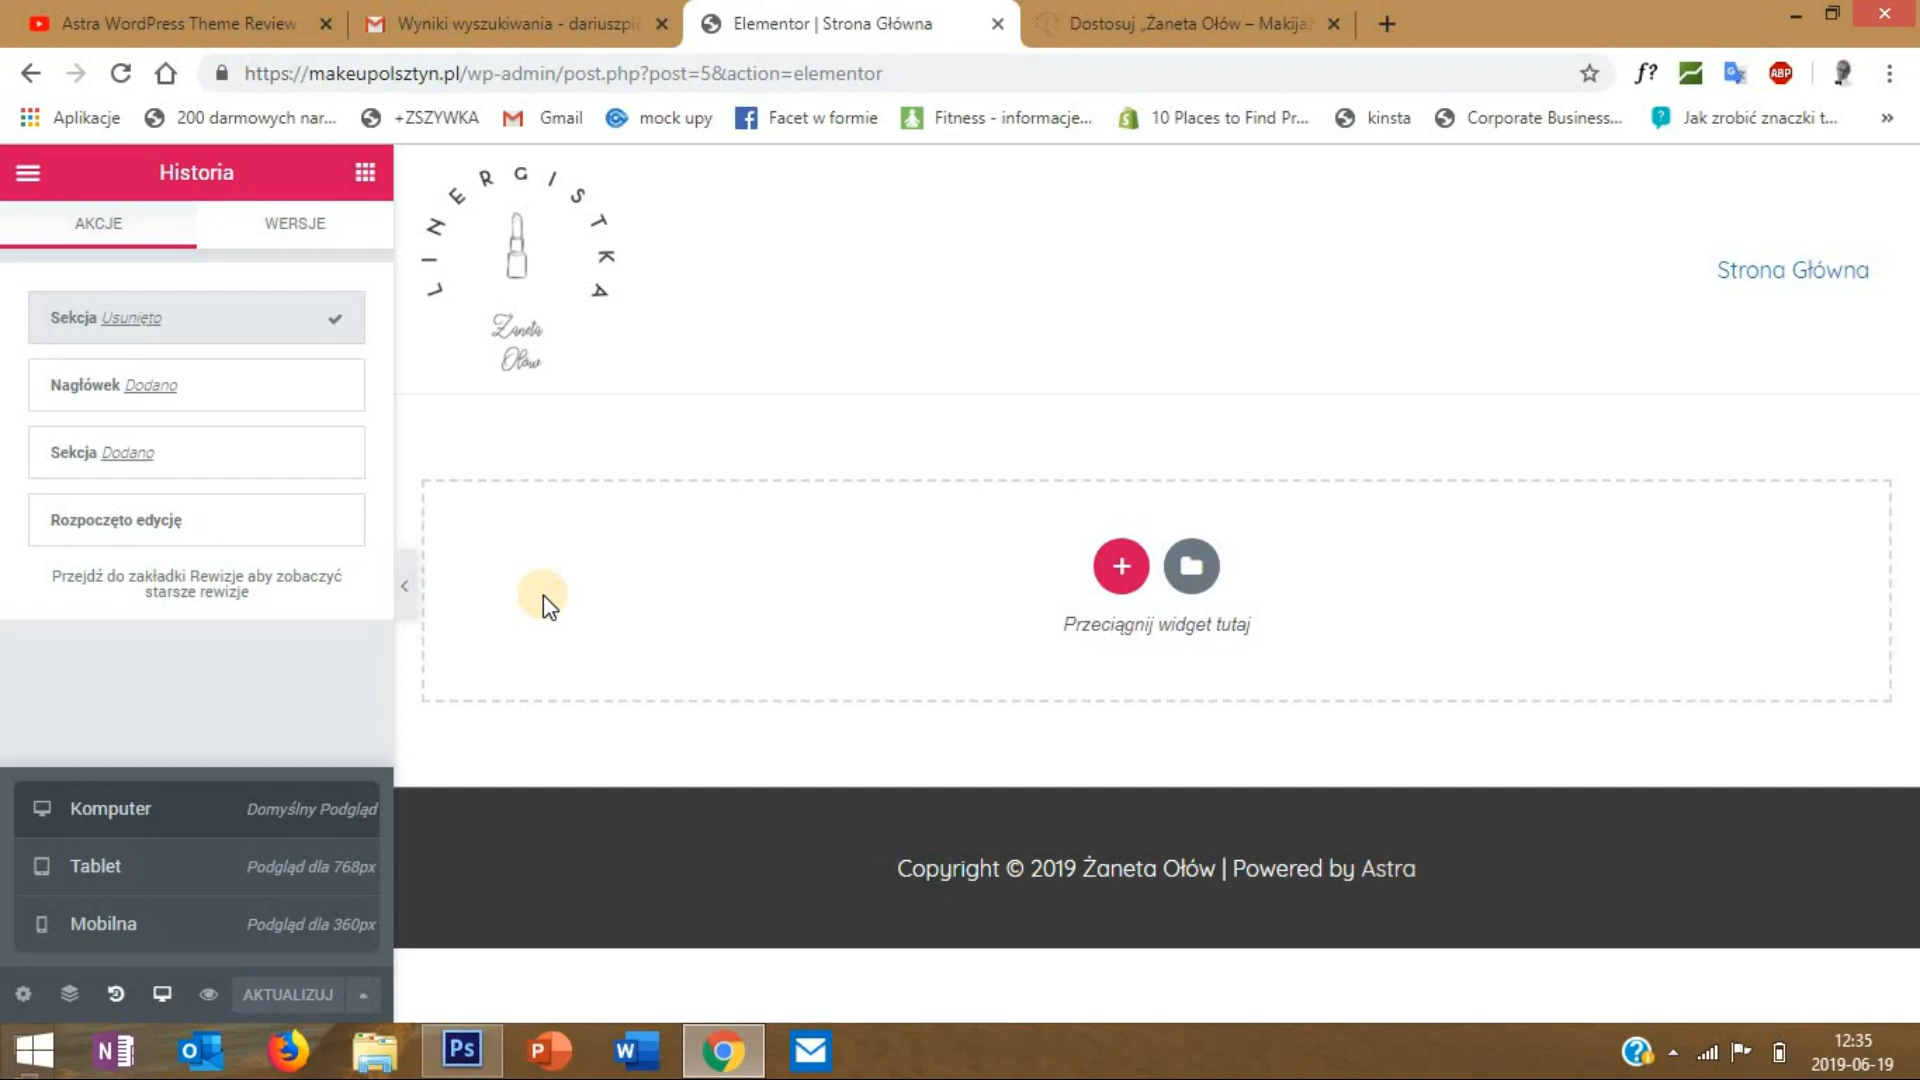 Astra WordPress Theme Review
Wyniki wyszukiwania - dariuszpi
Elementor | Strona Główna
Dostosuj „Żaneta Ołów – Makijaż
https://makeupolsztyn.pl/wp-admin/post.php?post=5&action=elementor
f?
ABP
Aplikacje
200 darmowych nar...
+ZSZYWKA
Gmail
mock upy
Facet w formie
Fitness - informacje...
10 Places to Find Pr...
kinsta
Corporate Business...
Jak zrobić znaczki t...
»
Historia
AKCJE
WERSJE
Sekcja Usunięto
Nagłówek Dodano
Sekcja Dodano
Rozpoczęto edycję
Przejdź do zakładki Rewizje aby zobaczyć
starsze rewizje
LINERGISTKA
Żaneta
Ołów
Strona Główna
Przeciągnij widget tutaj
Komputer Domyślny Podgląd
Tablet Podgląd dla 768px
Mobilna Podgląd dla 360px
AKTUALIZUJ
Copyright © 2019 Żaneta Ołów | Powered by Astra
12:35
2019-06-19